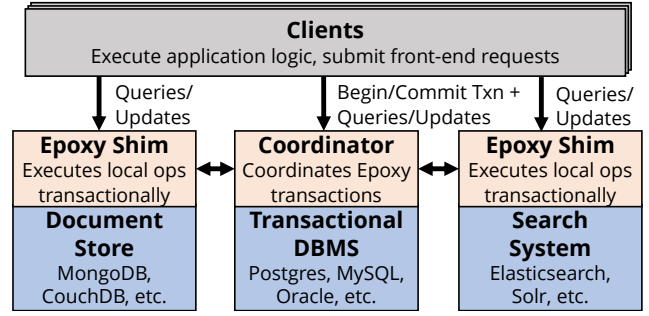 Clients
Execute application logic, submit front-end requests
Queries/
Updates
Begin/Commit Txn +
Queries/Updates
Queries/
Updates
Epoxy Shim
Executes local ops
transactionally
Coordinator
Coordinates Epoxy
transactions
Epoxy Shim
Executes local ops
transactionally
Document
Store
MongoDB,
CouchDB, etc.
Transactional
DBMS
Postgres, MySQL,
Oracle, etc.
Search
System
Elasticsearch,
Solr, etc.